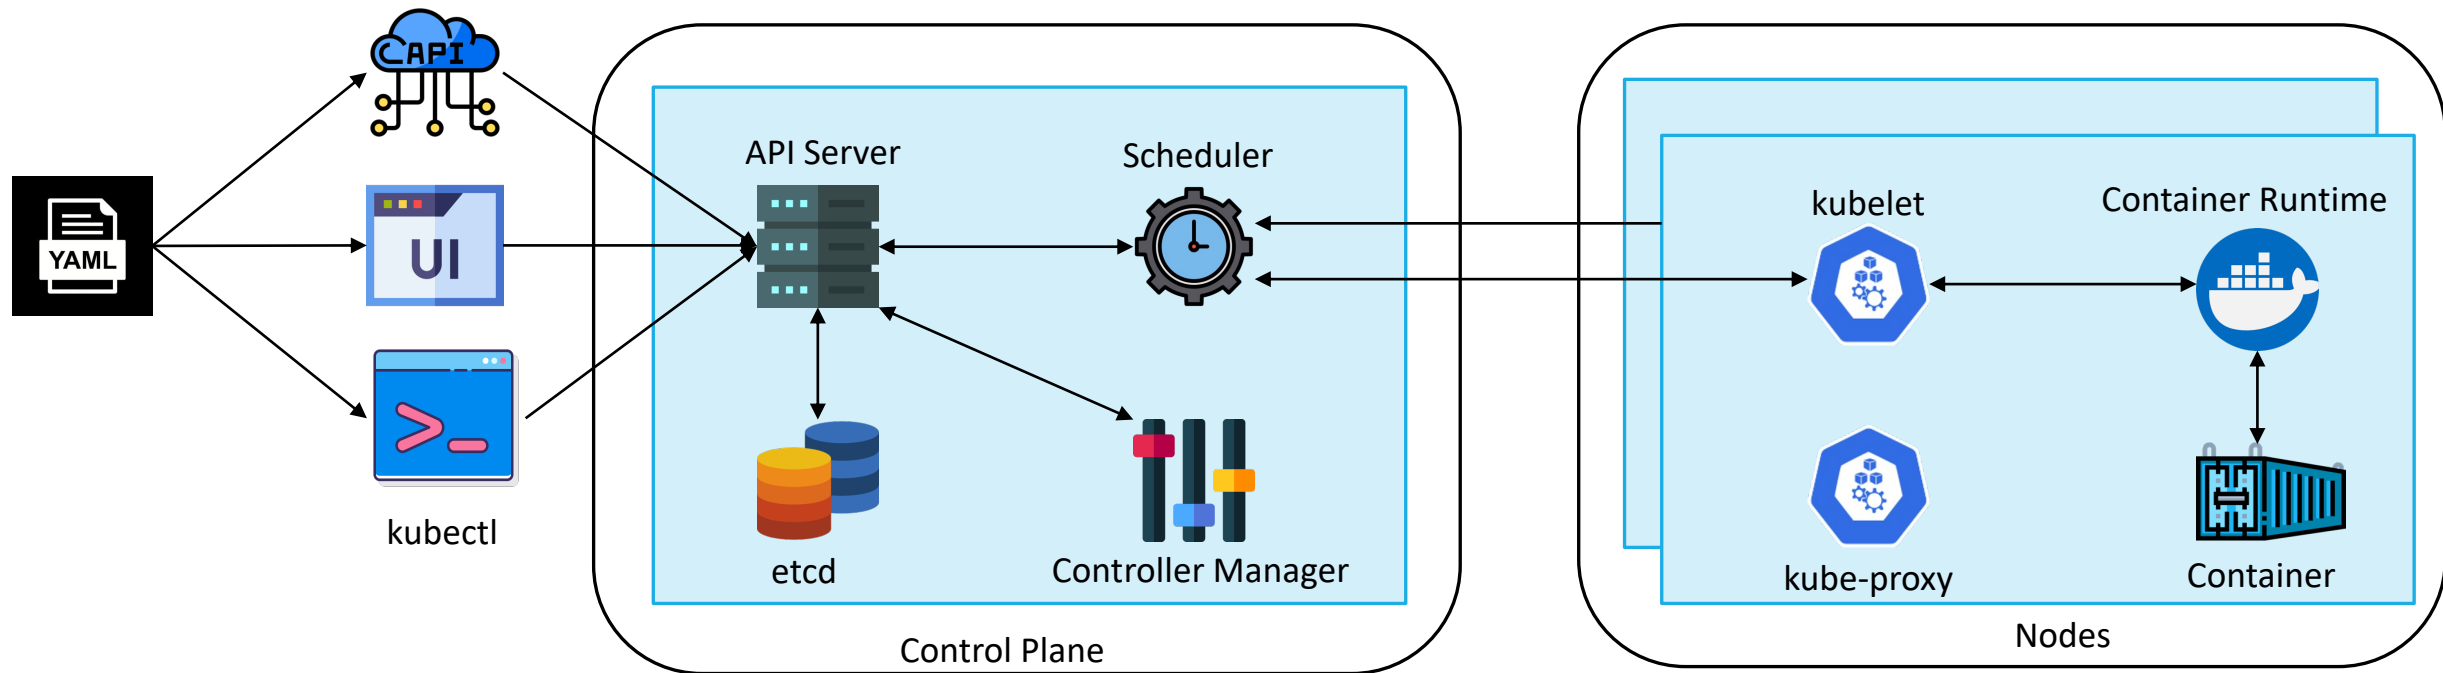 API
YAML
UI
kubectl
API Server
Scheduler
etcd
Controller Manager
Control Plane
kubelet
Container Runtime
kube-proxy
Container
Nodes